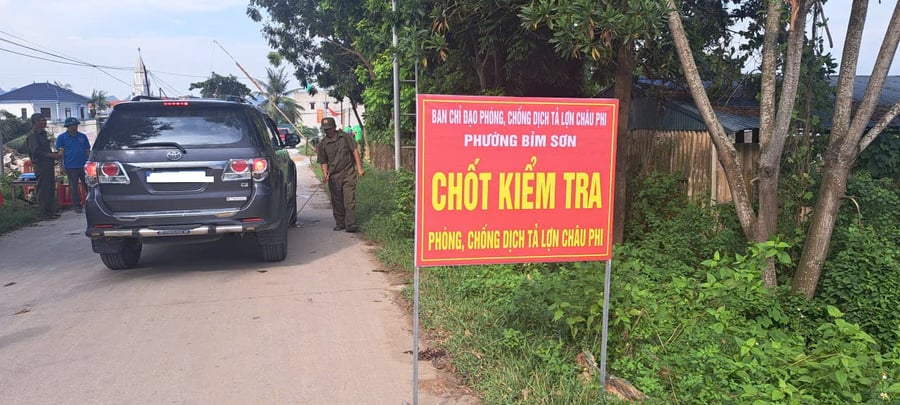 BAN CHỈ ĐẠO PHÒNG, CHỐNG DỊCH TẢ LỢN CHÂU PHI
PHƯỜNG BỈM SƠN
CHỐT KIỂM TRA
PHÒNG, CHỐNG DỊCH TẢ LỢN CHÂU PHI